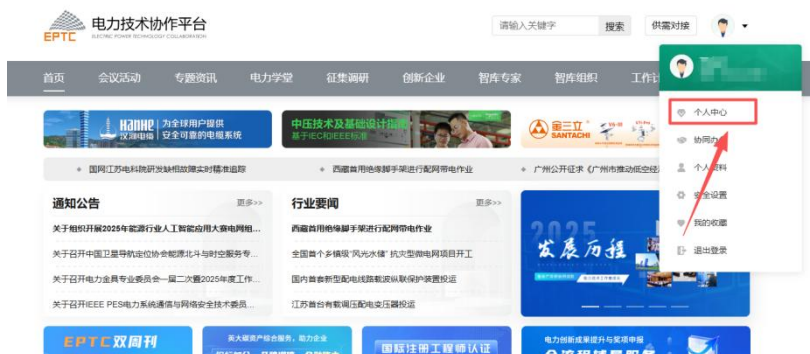 电力技术协作平台
EPTC
ELECTRIC POWER TECHNOLOGY COLLABORATION
请输入关键字 搜索 供需对接
首页 会议活动 专题资讯 电力学堂 征集调研 创新企业 智库专家 智库组织
个人中心
协同办
个人资料
安全设置
我的收藏
退出登录
HANHE 汉河电缆
为全球用户提供
安全可靠的电缆系统
中压技术及基础设计指南
基于IEC和IEEE标准
金三立
SANTACHI
国网江苏电科院研发缺相故障实时精准追踪 西藏首用绝缘脚手架进行配网带电作业 广州公开征求《广州市推动低空经
通知公告 更多>>
关于组织开展2025年能源行业人工智能应用大赛电网组...
关于召开中国卫星导航定位协会能源北斗与时空服务专...
关于召开电力金具专业委员会一届二次暨2025年度工作...
关于召开IEEE PES电力系统通信与网络安全技术委员...
行业要闻 更多>>
西藏首用绝缘脚手架进行配网带电作业
全国首个乡镇级“风光水储” 抗灾型微电网项目开工
国内首套新型配电线路载波纵联保护装置投运
江苏首台有载调压配电变压器投运
2025
发展历程
EPTC双周刊
英大碳资产综合服务，助力企业
国际注册工程师认证
电力创新成果提升与奖项申报